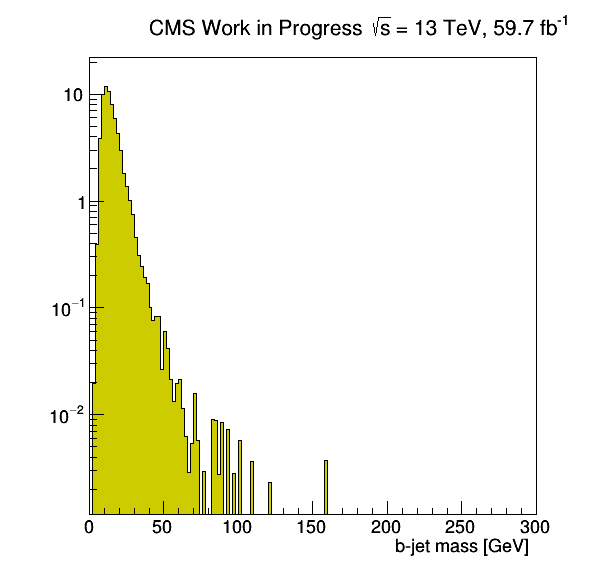 CMS Work in Progress √s = 13 TeV, 59.7 fb⁻¹
10
1
10⁻¹
10⁻²
0 50 100 150 200 250 300
b-jet mass [GeV]